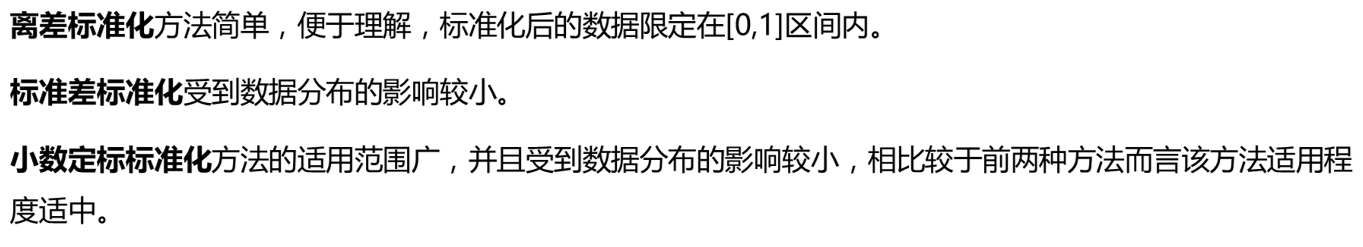 离差标准化方法简单，便于理解，标准化后的数据限定在[0,1]区间内。
标准差标准化受到数据分布的影响较小。
小数定标标准化方法的适用范围广，并且受到数据分布的影响较小，相比较于前两种方法而言该方法适用程
度适中。